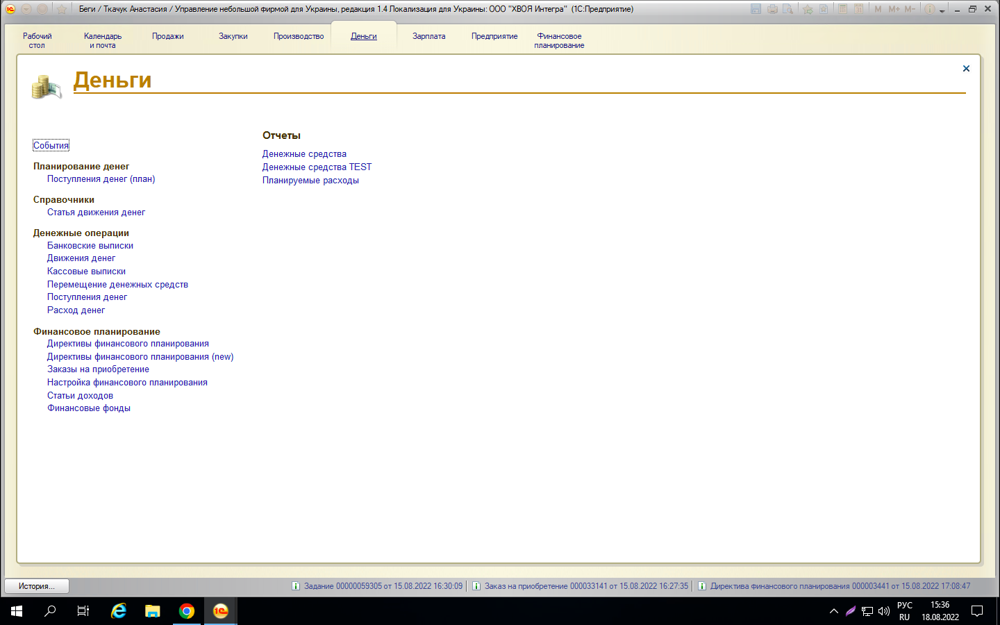 Беги / Ткачук Анастасия / Управление небольшой фирмой для Украины, редакция 1.4 Локализация для Украины: ООО "ХВОЯ Интегра" (1С:Предприятие)
M M+ M-
Рабочий стол
Календарь и почта
Продажи
Закупки
Производство
Деньги
Зарплата
Предприятие
Финансовое планирование
Деньги
События
Планирование денег
Поступления денег (план)
Справочники
Статья движения денег
Денежные операции
Банковские выписки
Движения денег
Кассовые выписки
Перемещение денежных средств
Поступления денег
Расход денег
Финансовое планирование
Директивы финансового планирования
Директивы финансового планирования (new)
Заказы на приобретение
Настройка финансового планирования
Статьи доходов
Финансовые фонды
Отчеты
Денежные средства
Денежные средства TEST
Планируемые расходы
История...
Задание 00000059305 от 15.08.2022 16:30:09
Заказ на приобретение 000033141 от 15.08.2022 16:27:35
Директива финансового планирования 000003441 от 15.08.2022 17:08:47
РУС
RU
15:36
18.08.2022